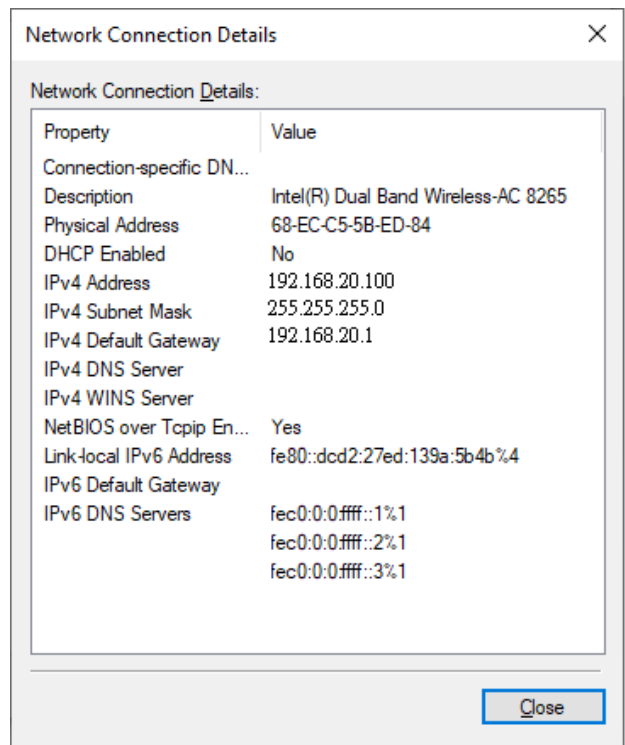 Network Connection Details
Network Connection Details:
Property Value
Connection-specific DN...
Description Intel(R) Dual Band Wireless-AC 8265
Physical Address 68-EC-C5-5B-ED-84
DHCP Enabled No
IPv4 Address 192.168.20.100
IPv4 Subnet Mask 255.255.255.0
IPv4 Default Gateway 192.168.20.1
IPv4 DNS Server
IPv4 WINS Server
NetBIOS over Tcpip En... Yes
Link-local IPv6 Address fe80::dcd2:27ed:139a:5b4b%4
IPv6 Default Gateway
IPv6 DNS Servers fec0:0:0:ffff::1%1
fec0:0:0:ffff::2%1
fec0:0:0:ffff::3%1
Close